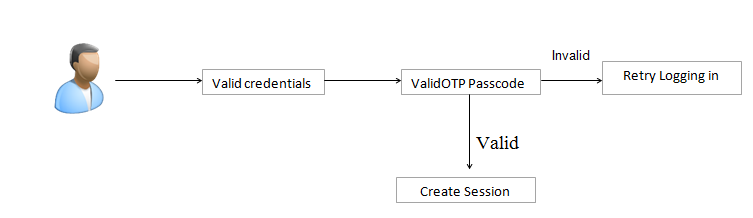 Invalid
Valid credentials
ValidOTP Passcode
Retry Logging in
Valid
Create Session